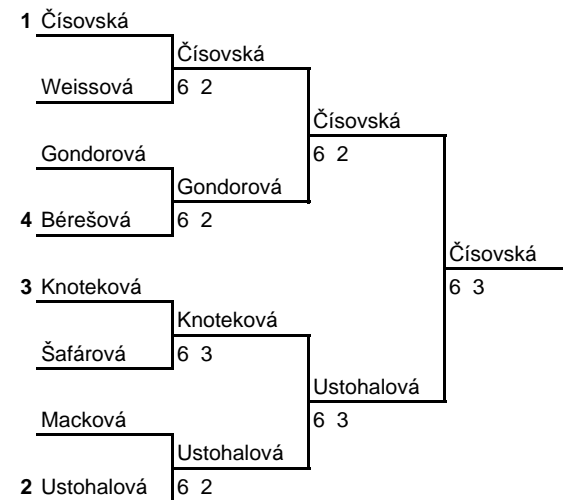 1 Čísovská
Čísovská
Weissová
6 2
Čísovská
Gondorová
6 2
Gondorová
4 Bérešová
6 2
Čísovská
3 Knoteková
6 3
Knoteková
Šafárová
6 3
Ustohalová
Macková
6 3
Ustohalová
2 Ustohalová
6 2